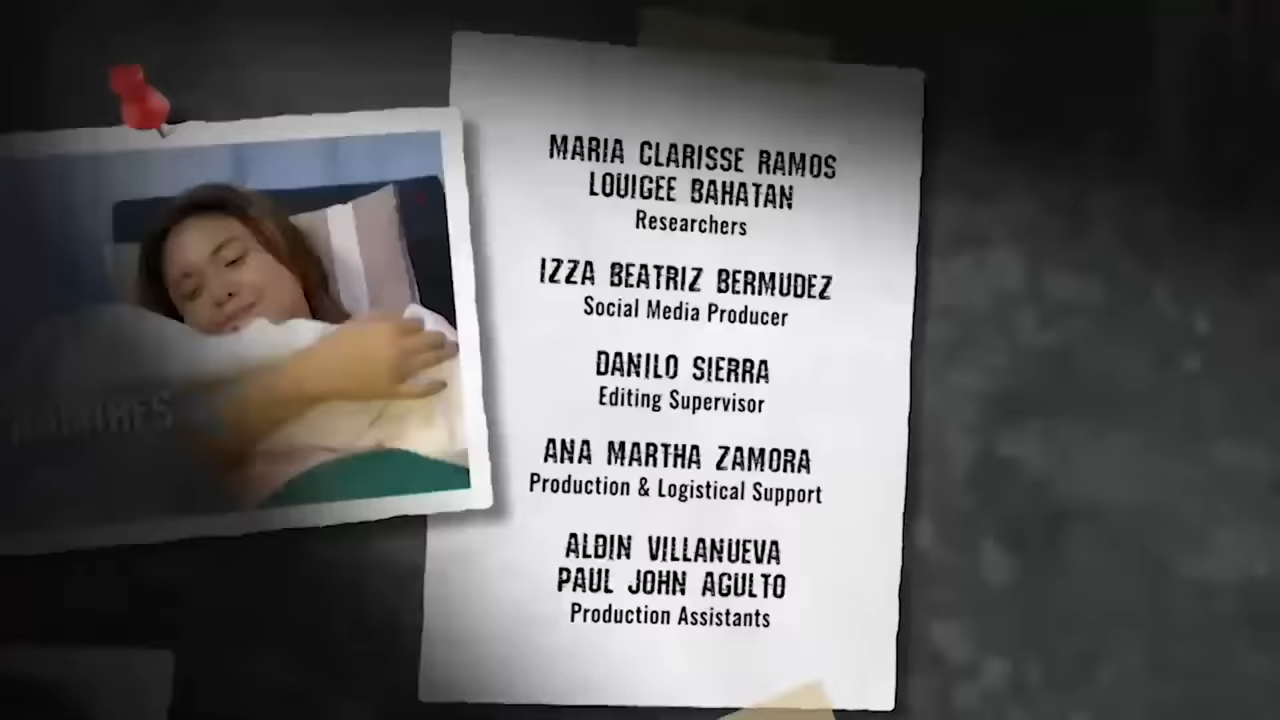 MARIA CLARISSE RAMOS
LOUIGEE BAHATAN
Researchers
IZZA BEATRIZ BERMUDEZ
Social Media Producer
DANILO SIERRA
Editing Supervisor
ANA MARTHA ZAMORA
Production & Logistical Support
ALDIN VILLANUEVA
PAUL JOHN AGULTO
Production Assistants